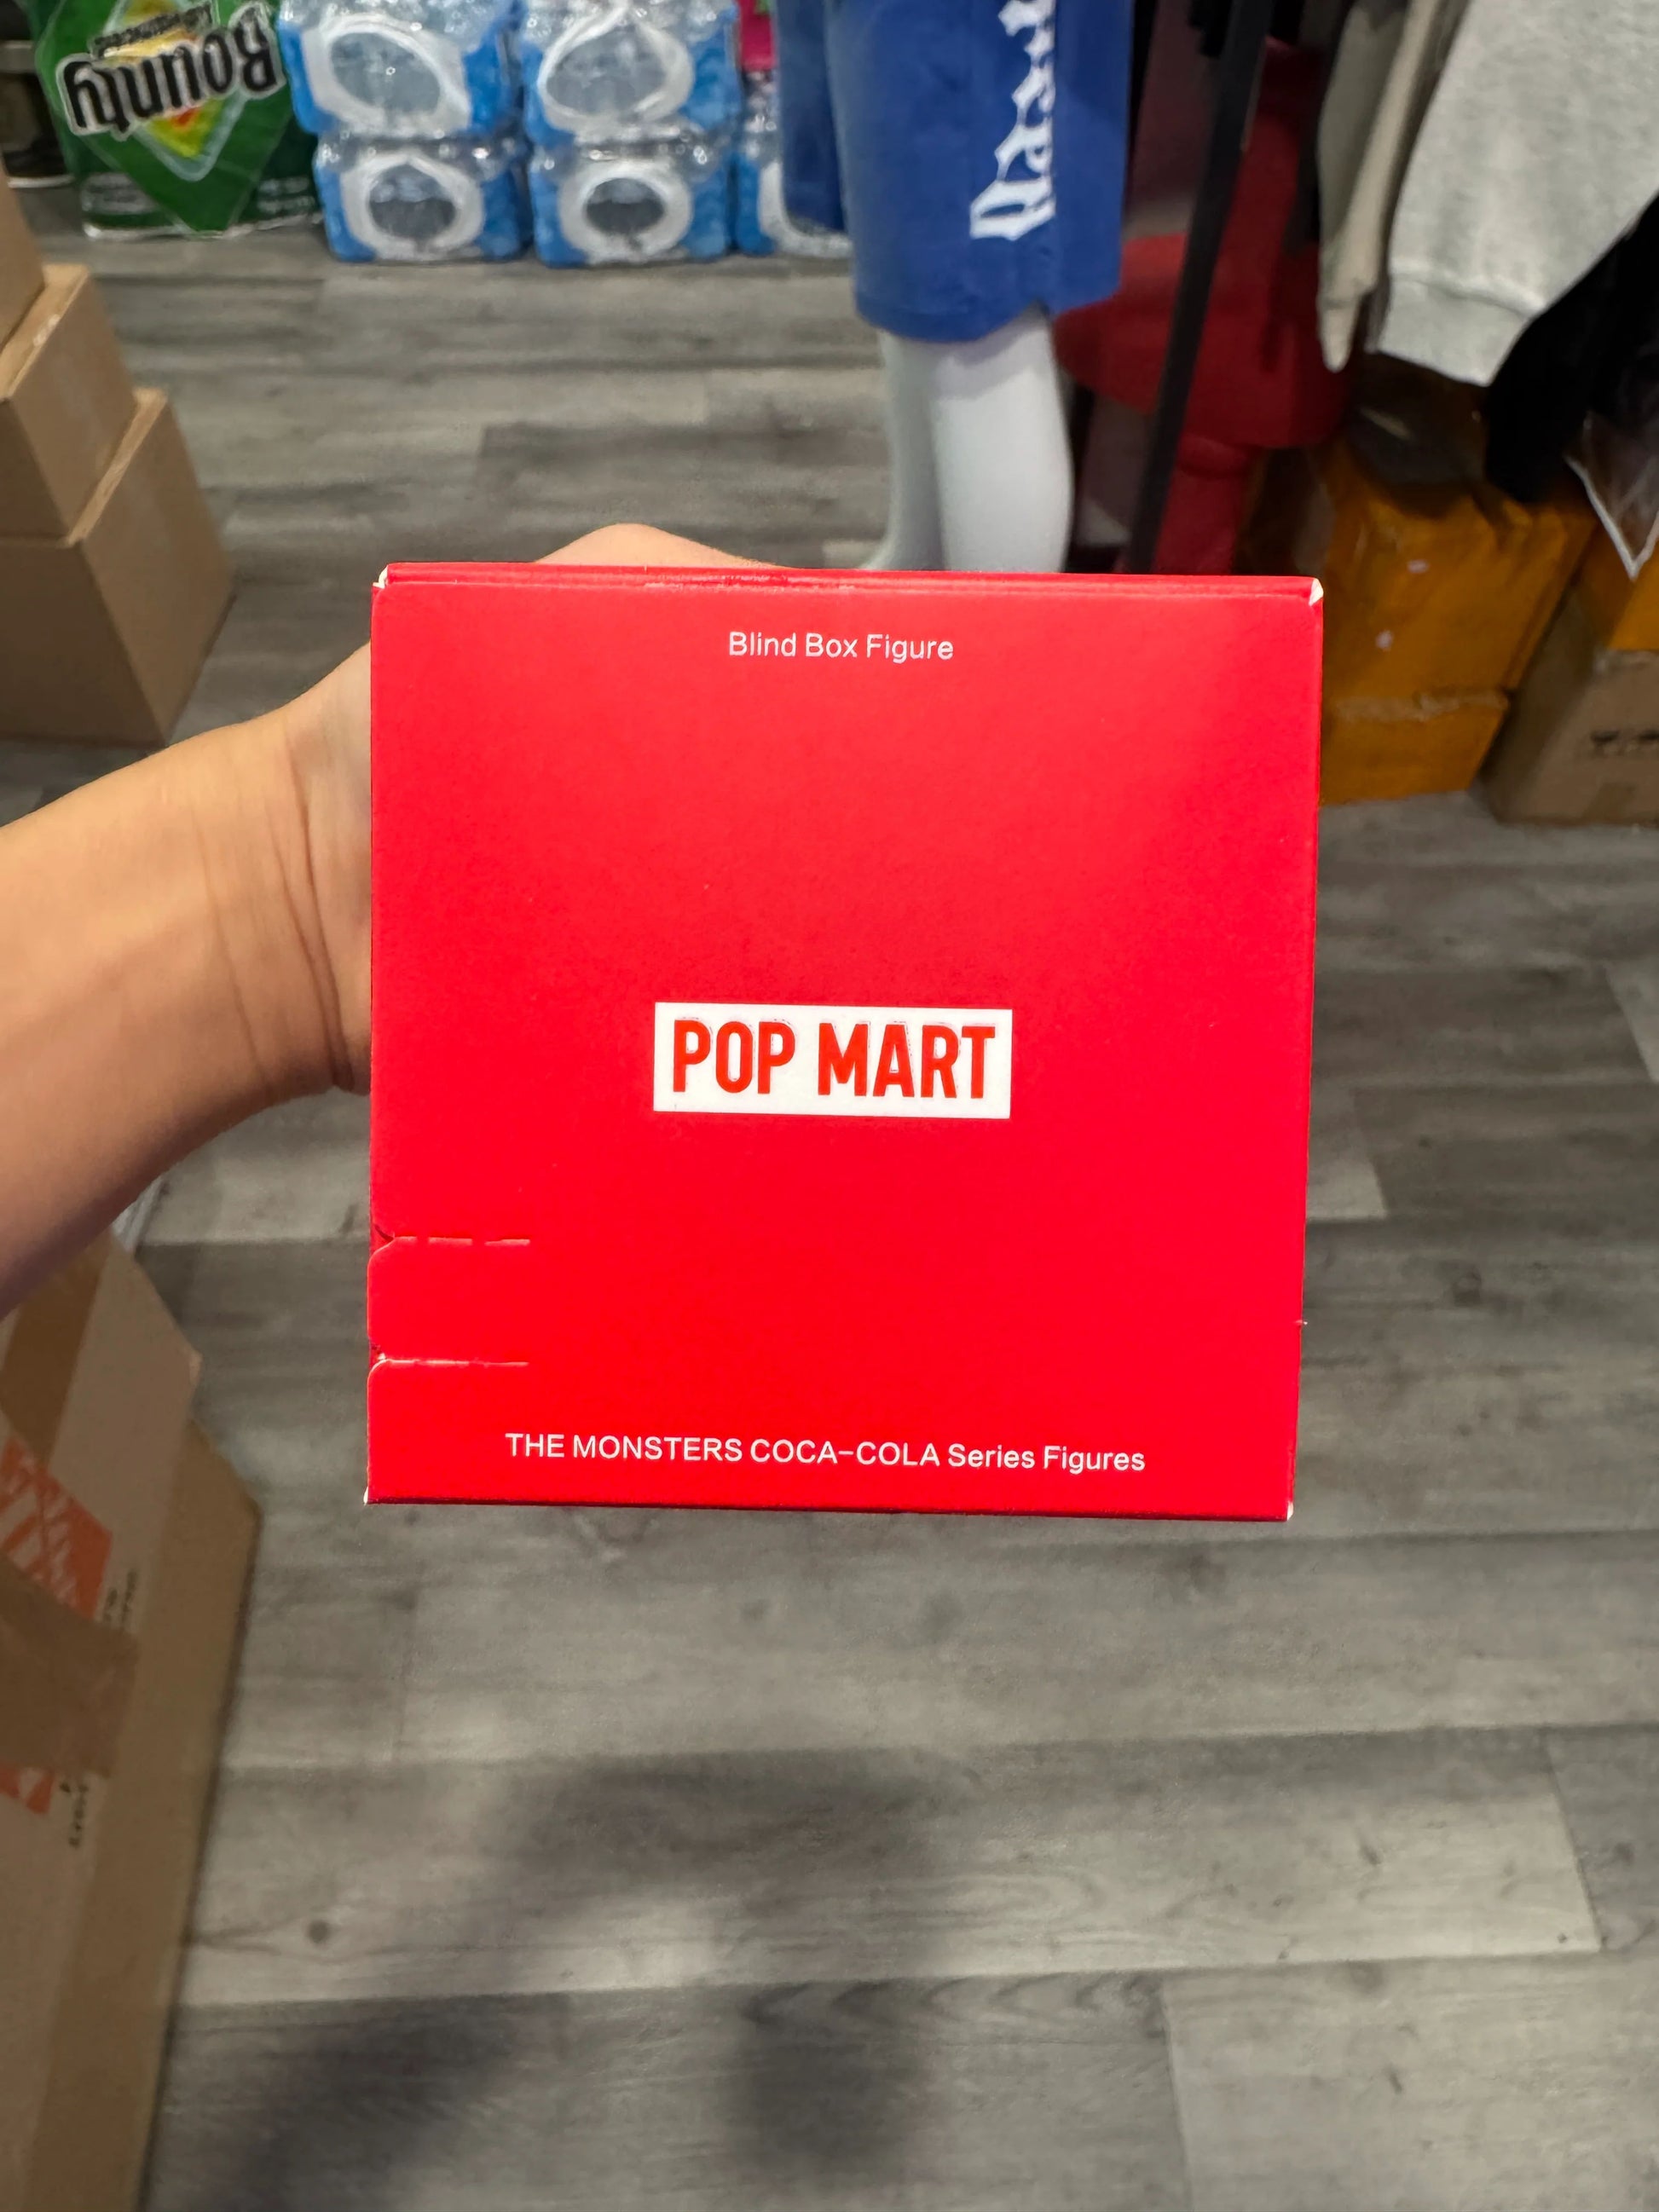 Bounty
Blind Box Figure
POP MART
THE MONSTERS COCA-COLA Series Figures